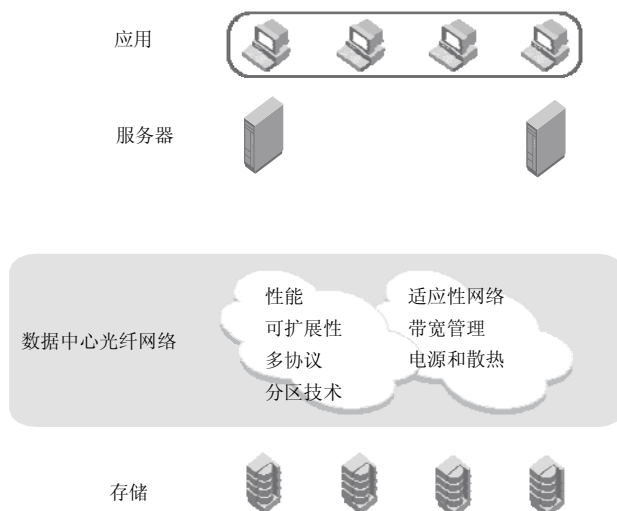 应用
服务器
数据中心光纤网络
性能
可扩展性
多协议
分区技术
适应性网络
带宽管理
电源和散热
存储